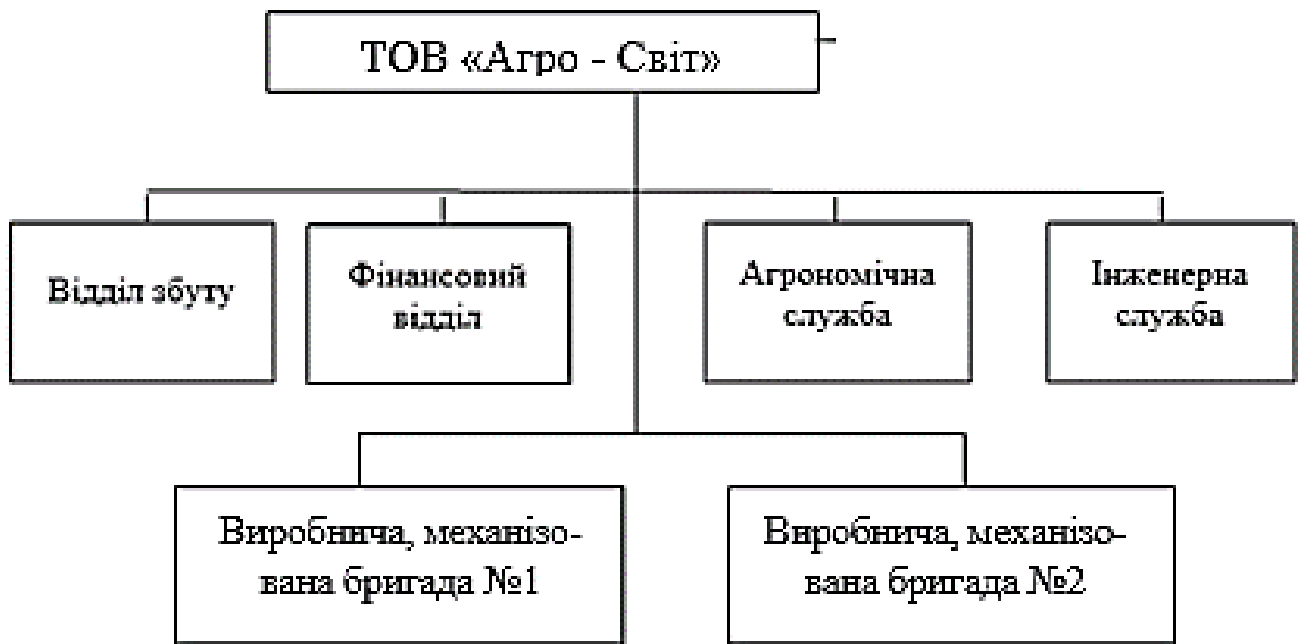 ТОВ «Агро - Світ»
Відділ збуту
Фінансовий
відділ
Агрономічна
служба
Інженерна
служба
Виробнича, механізо-
вана бригада №1
Виробнича, механізо-
вана бригада №2